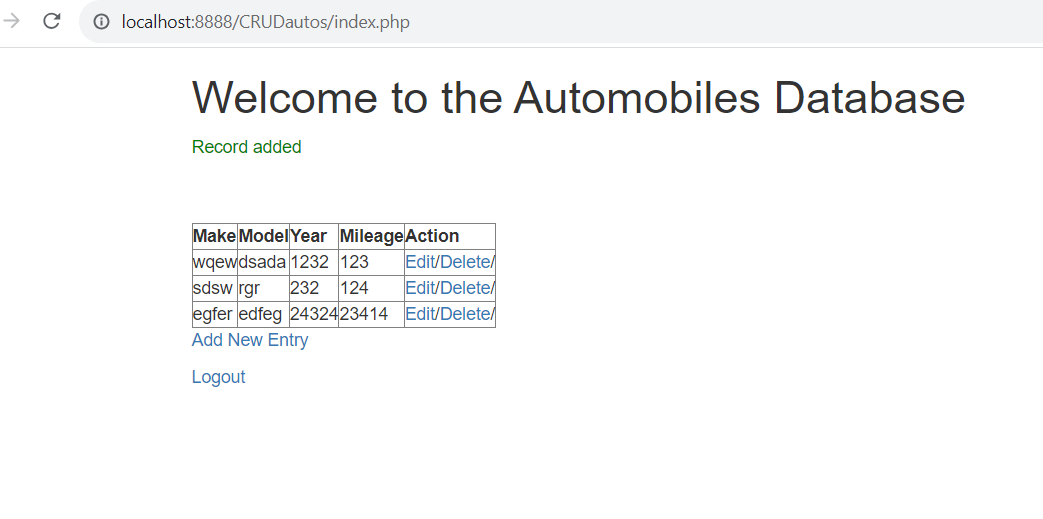 localhost:8888/CRUDautos/index.php
Welcome to the Automobiles Database
Record added
Make Model Year Mileage Action
wqew dsada 1232 123 Edit/Delete/
sdsw rgr 232 124 Edit/Delete/
egfer edfeg 24324 23414 Edit/Delete/
Add New Entry
Logout